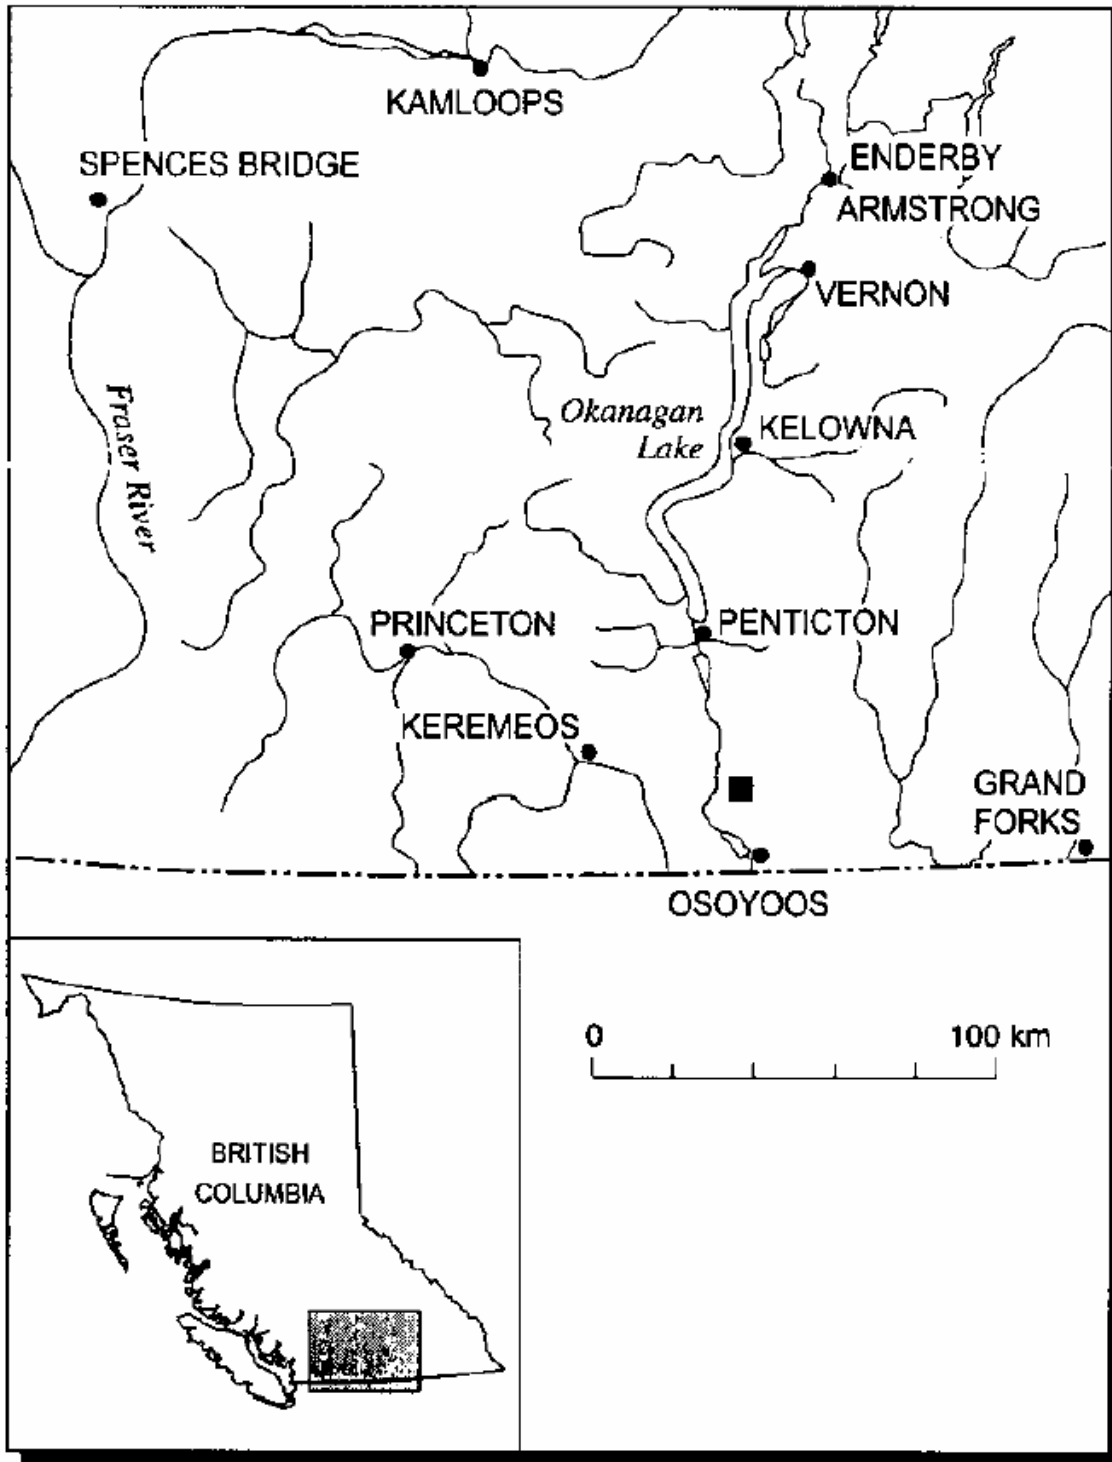 KAMLOOPS
SPENCES BRIDGE
ENDERBY
ARMSTRONG
VERNON
Fraser River
Okanagan
Lake
KELOWNA
PRINCETON
PENTICTON
KEREMEOS
GRAND
FORKS
OSOYOOS
0 100 km
BRITISH
COLUMBIA